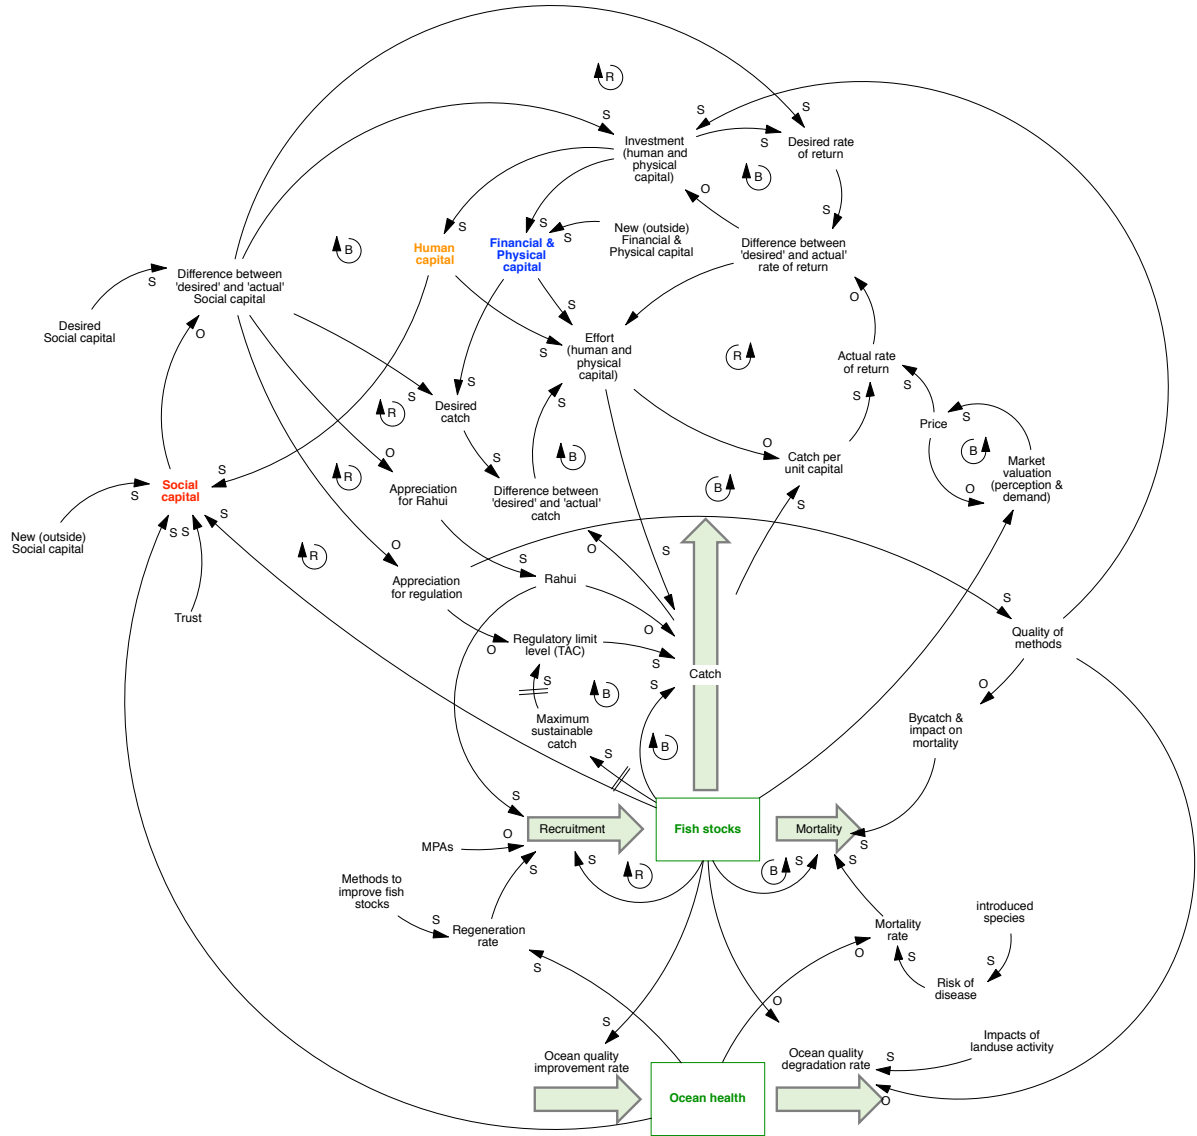 R
S
S
S
S
Investment
(human and
physical
capital)
Desired rate
of return
B
O
S
S
S
S
New (outside)
Financial &
Physical capital
Human
capital
Financial &
Physical
capital
Difference between
'desired' and actual'
rate of return
B
Difference between
'desired' and 'actual'
Social capital
S
Desired
Social capital
O
S
S
O
Effort
(human and
physical
capital)
R
Actual rate
of return
S
S
S
S
R
Desired
catch
S
Price
S
B
O
O
S
S
B
Catch per
unit capital
Market
valuation
(perception &
demand)
S
R
Social
capital
S
Appreciation
for Rahui
Difference between
'desired' and 'actual'
catch
B
O
S
S
S S
New (outside)
Social capital
R
O
O
S
S
Appreciation
for regulation
Rahui
S
Trust
O
Regulatory limit
level (TAC)
O
S
Quality of
methods
Catch
S
S
B
O
Maximum
sustainable
catch
B
Bycatch &
impact on
mortality
S
S
Recruitment
Fish stocks
Mortality
S
MPAs
O
S
S
R
B
S
S
Methods to
improve fish
stocks
S
Regeneration
rate
introduced
species
Mortality
rate
S
O
S
S
Risk of
disease
O
S
Ocean quality
improvement rate
Ocean quality
degradation rate
S
Impacts of
landuse activity
Ocean health
O